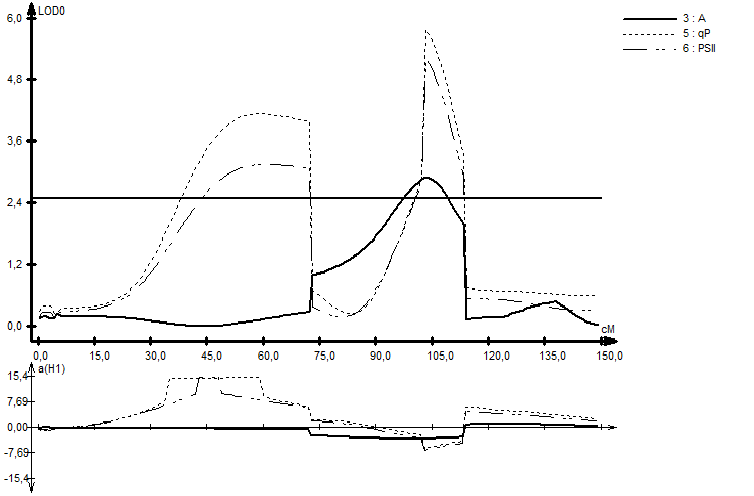 6,0
LOD0
3 : A
5 : qP
6 : PSII
4,8
3,6
2,4
1,2
0,0
cM
0,0 15,0 30,0 45,0 60,0 75,0 90,0 105,0 120,0 135,0 150,0
a(H1)
15,4
7,69
0,00
-7,69
-15,4